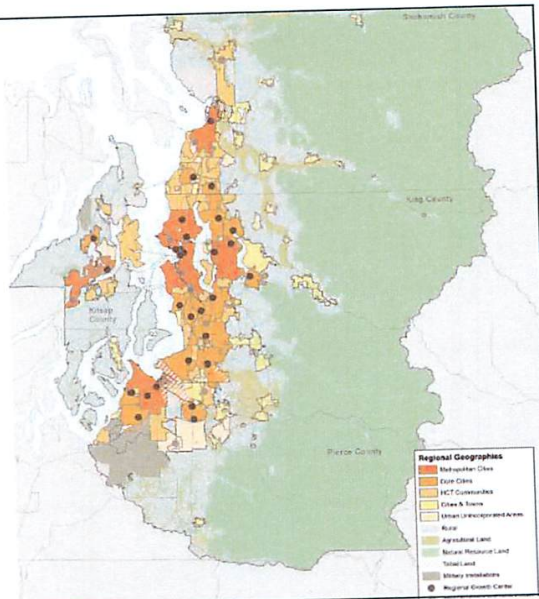 Snohomish County
King County
Kitsap
County
Pierce County
Regional Geographies
Metropolitan Cities
Core Cities
HCT Communities
Cities & Towns
Urban Unincorporated Areas
Rural
Agricultural Land
Natural Resource Land
Tribal Land
Military Installations
Regional Growth Center